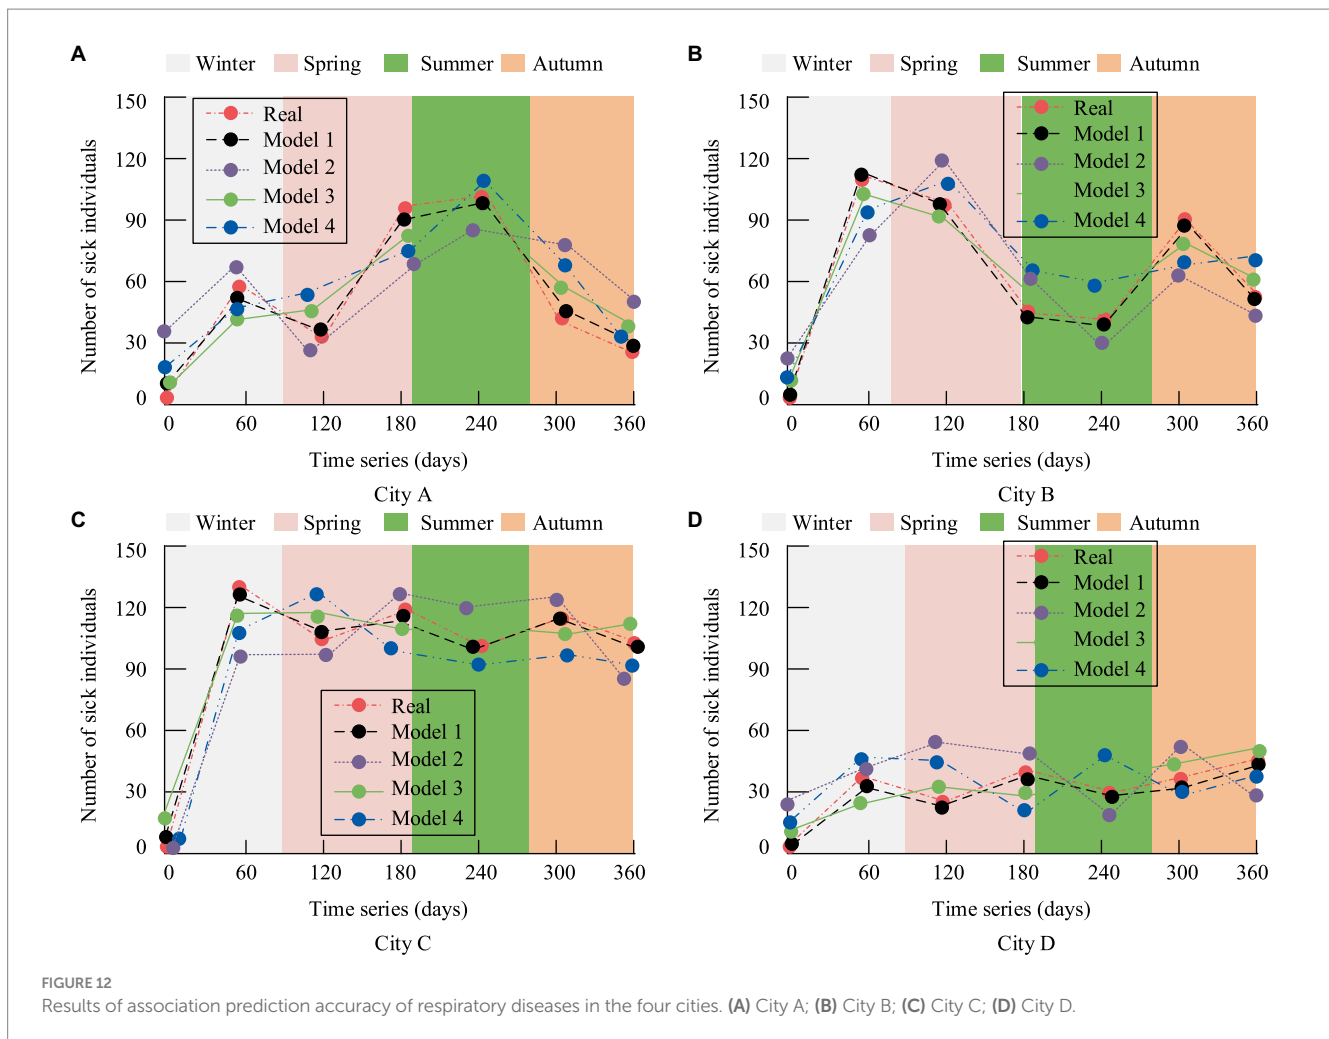 A
Winter Spring Summer Autumn
150
120
90
60
30
0
Number of sick individuals
Real
Model 1
Model 2
Model 3
Model 4
0 60 120 180 240 300 360
Time series (days)
City A
B
Winter Spring Summer Autumn
150
120
90
60
30
0
Number of sick individuals
Real
Model 1
Model 2
Model 3
Model 4
0 60 120 180 240 300 360
Time series (days)
City B
C
Winter Spring Summer Autumn
150
120
90
60
30
0
Number of sick individuals
Real
Model 1
Model 2
Model 3
Model 4
0 60 120 180 240 300 360
Time series (days)
City C
D
Winter Spring Summer Autumn
150
120
90
60
30
0
Number of sick individuals
Real
Model 1
Model 2
Model 3
Model 4
0 60 120 180 240 300 360
Time series (days)
City D
FIGURE 12
Results of association prediction accuracy of respiratory diseases in the four cities. (A) City A; (B) City B; (C) City C; (D) City D.